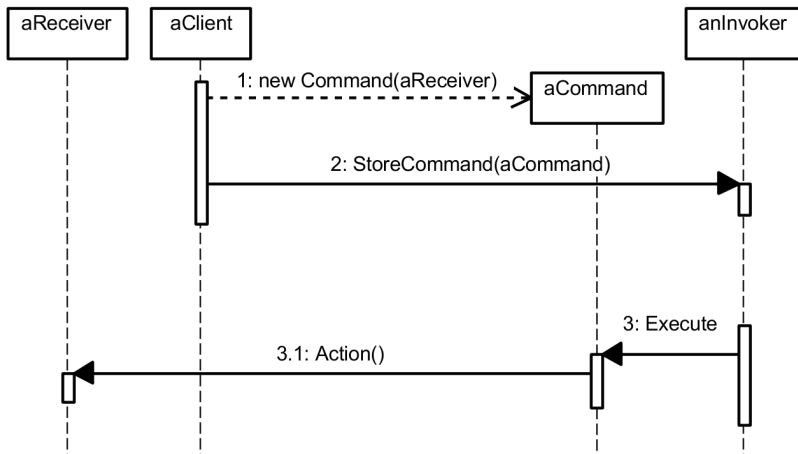 aReceiver
aClient
anInvoker
1: new Command(aReceiver)
aCommand
2: StoreCommand(aCommand)
3: Execute
3.1: Action()